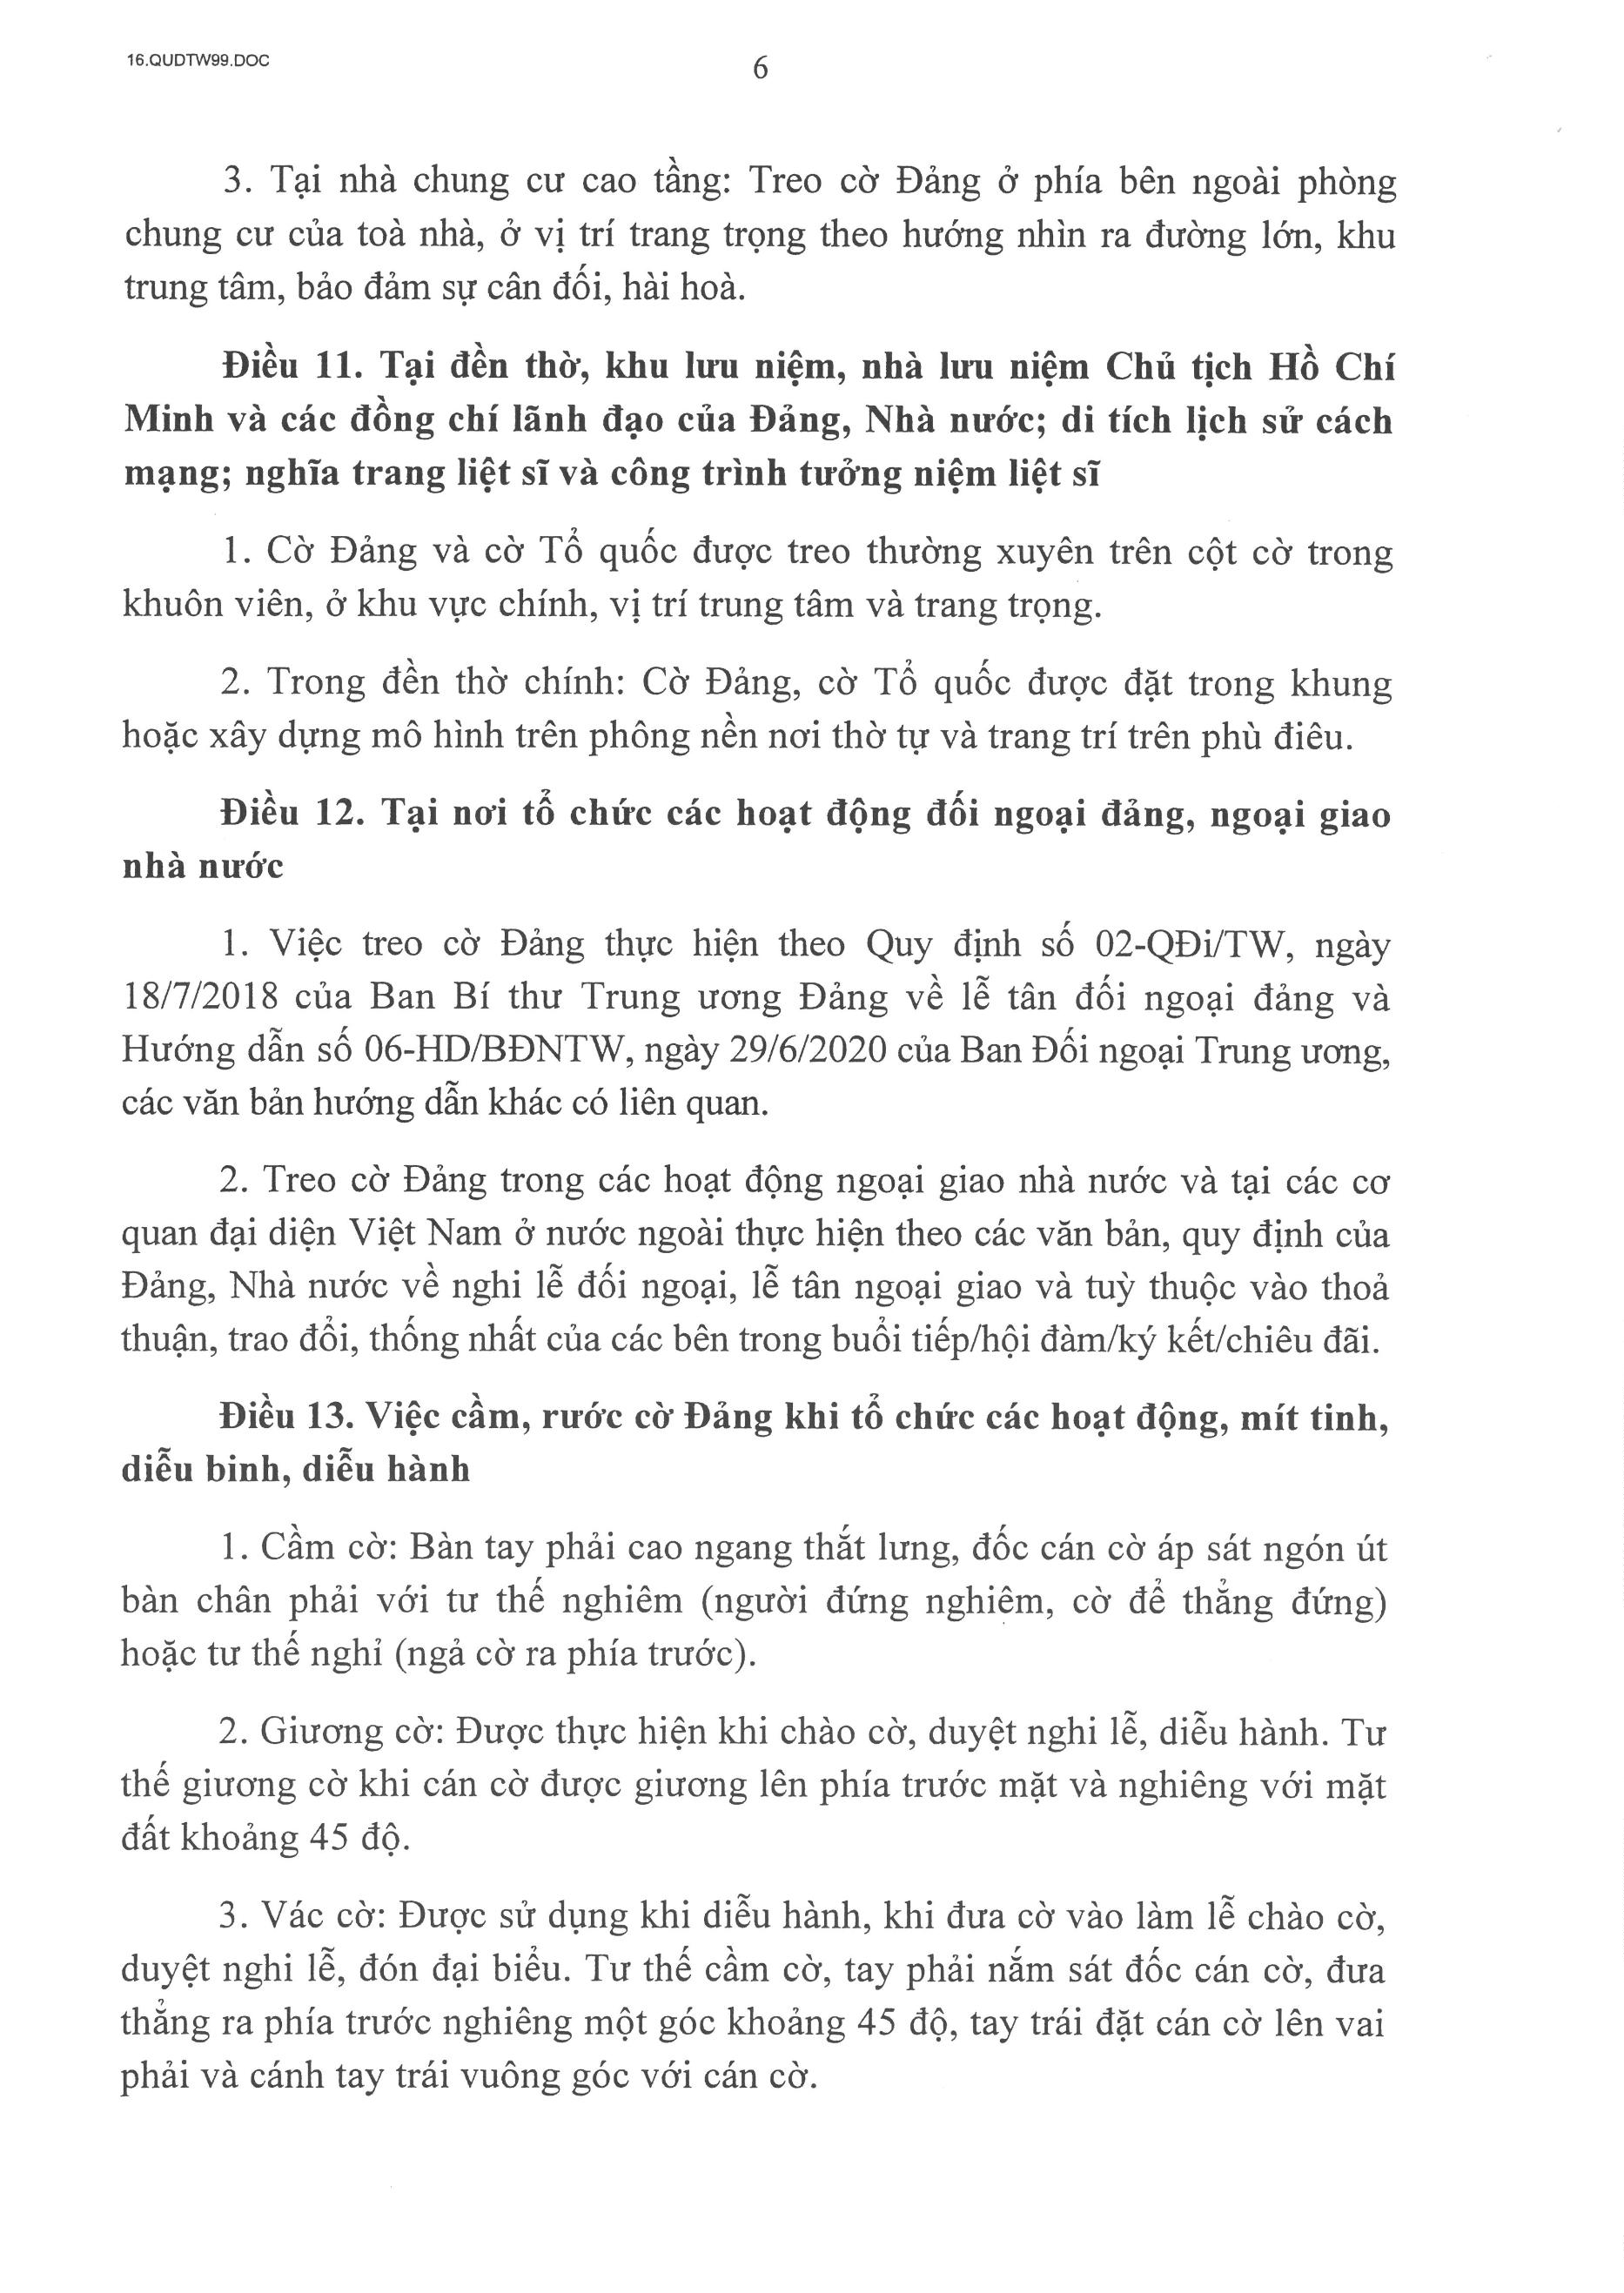 16.QUDTW99.DOC
6
3. Tại nhà chung cư cao tầng: Treo cờ Đảng ở phía bên ngoài phòng
chung cư của toà nhà, ở vị trí trang trọng theo hướng nhìn ra đường lớn, khu
trung tâm, bảo đảm sự cân đối, hài hoà.
Điều 11. Tại đền thờ, khu lưu niệm, nhà lưu niệm Chủ tịch Hồ Chí
Minh và các đồng chí lãnh đạo của Đảng, Nhà nước; di tích lịch sử cách
mạng; nghĩa trang liệt sĩ và công trình tưởng niệm liệt sĩ
1. Cờ Đảng và cờ Tổ quốc được treo thường xuyên trên cột cờ trong
khuôn viên, ở khu vực chính, vị trí trung tâm và trang trọng.
2. Trong đền thờ chính: Cờ Đảng, cờ Tổ quốc được đặt trong khung
hoặc xây dựng mô hình trên phông nền nơi thờ tự và trang trí trên phù điêu.
Điều 12. Tại nơi tổ chức các hoạt động đối ngoại đảng, ngoại giao
nhà nước
1. Việc treo cờ Đảng thực hiện theo Quy định số 02-QĐi/TW, ngày
18/7/2018 của Ban Bí thư Trung ương Đảng về lễ tân đối ngoại đảng và
Hướng dẫn số 06-HD/BĐNTW, ngày 29/6/2020 của Ban Đối ngoại Trung ương,
các văn bản hướng dẫn khác có liên quan.
2. Treo cờ Đảng trong các hoạt động ngoại giao nhà nước và tại các cơ
quan đại diện Việt Nam ở nước ngoài thực hiện theo các văn bản, quy định của
Đảng, Nhà nước về nghi lễ đối ngoại, lễ tân ngoại giao và tuỳ thuộc vào thoả
thuận, trao đổi, thống nhất của các bên trong buổi tiếp/hội đàm/ký kết/chiêu đãi.
Điều 13. Việc cầm, rước cờ Đảng khi tổ chức các hoạt động, mít tinh,
diễu binh, diễu hành
1. Cầm cờ: Bàn tay phải cao ngang thắt lưng, đốc cán cờ áp sát ngón út
bàn chân phải với tư thế nghiêm (người đứng nghiêm, cờ để thẳng đứng)
hoặc tư thế nghỉ (ngả cờ ra phía trước).
2. Giương cờ: Được thực hiện khi chào cờ, duyệt nghi lễ, diễu hành. Tư
thế giương cờ khi cán cờ được giương lên phía trước mặt và nghiêng với mặt
đất khoảng 45 độ.
3. Vác cờ: Được sử dụng khi diễu hành, khi đưa cờ vào làm lễ chào cờ,
duyệt nghi lễ, đón đại biểu. Tư thế cầm cờ, tay phải nắm sát đốc cán cờ, đưa
thẳng ra phía trước nghiêng một góc khoảng 45 độ, tay trái đặt cán cờ lên vai
phải và cánh tay trái vuông góc với cán cờ.